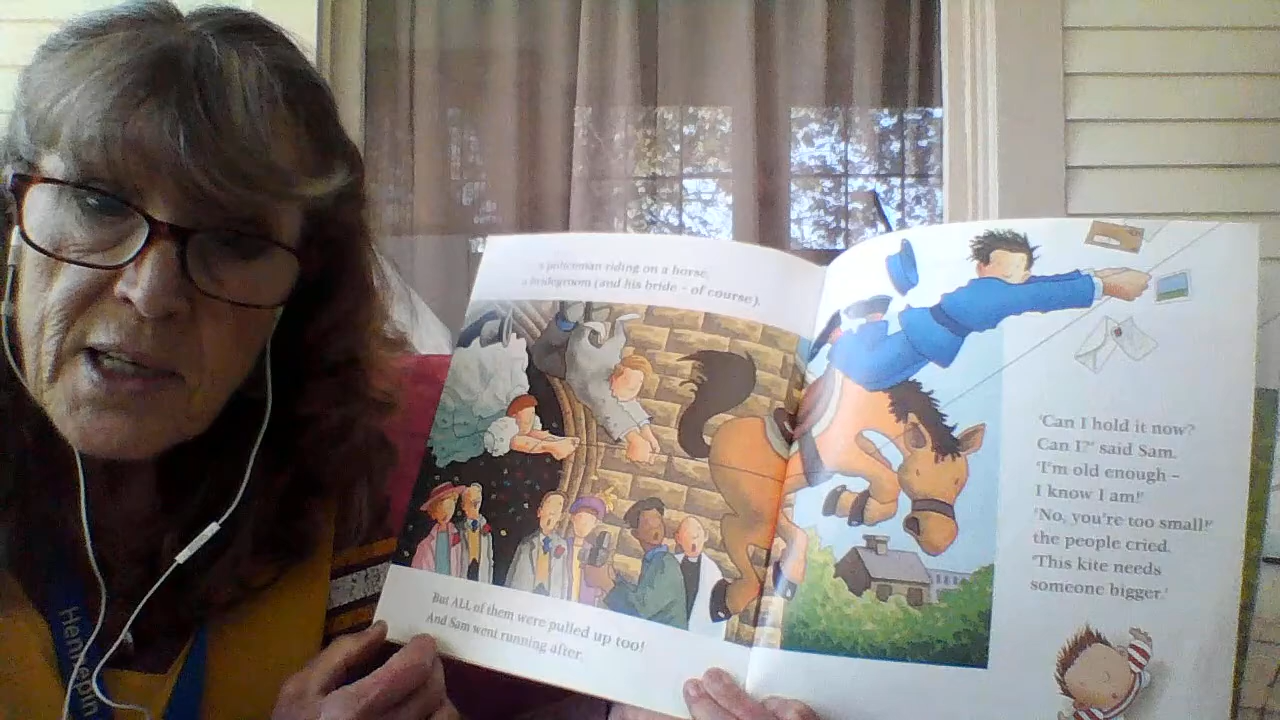 a policeman riding on a horse,
a bridegroom (and his bride – of course).
But ALL of them were pulled up too!
And Sam went running after.
'Can I hold it now?
Can I?' said Sam.
'I'm old enough –
I know I am!'
'No, you're too small!'
the people cried.
'This kite needs
someone bigger.'
Hennepin